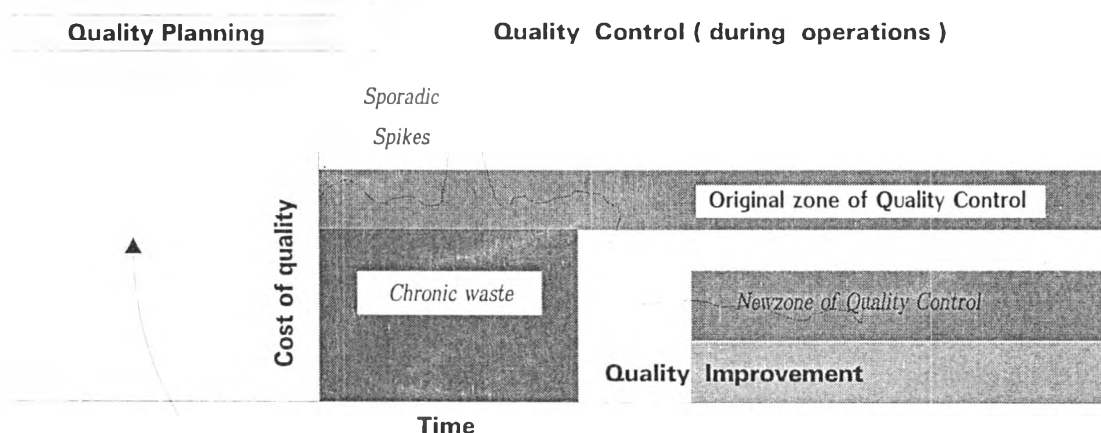 Quality Planning
Quality Control ( during operations )
Sporadic
Spikes
Original zone of Quality Control
Cost of quality
Chronic waste
Newzone of Quality Control
Quality Improvement
Time